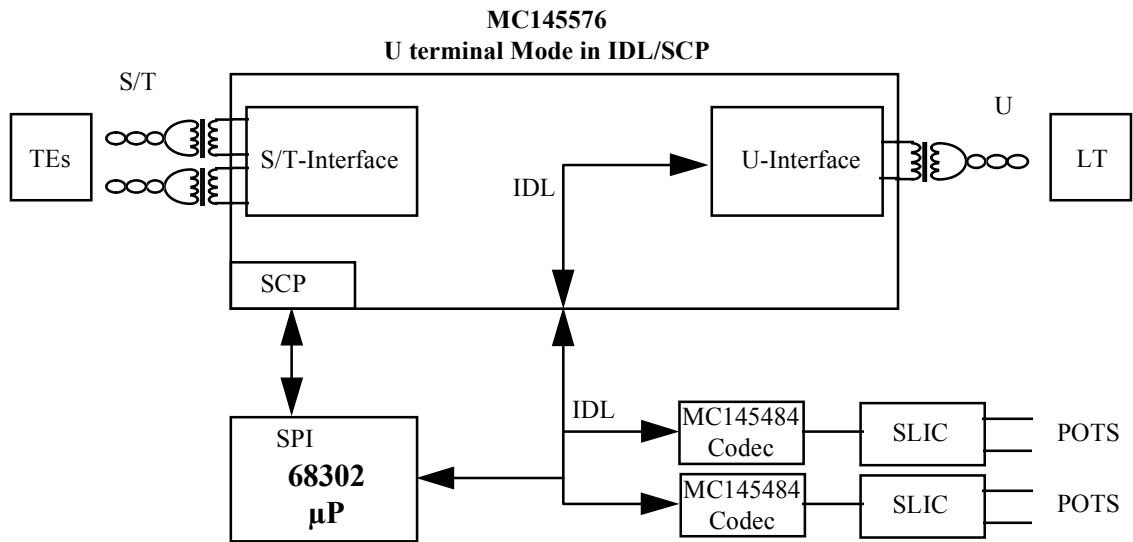 MC145576
U terminal Mode in IDL/SCP
S/T
U
TEs
S/T-Interface
U-Interface
LT
IDL
SCP
IDL
SPI
68302
µP
MC145484
Codec
SLIC
POTS
MC145484
Codec
SLIC
POTS